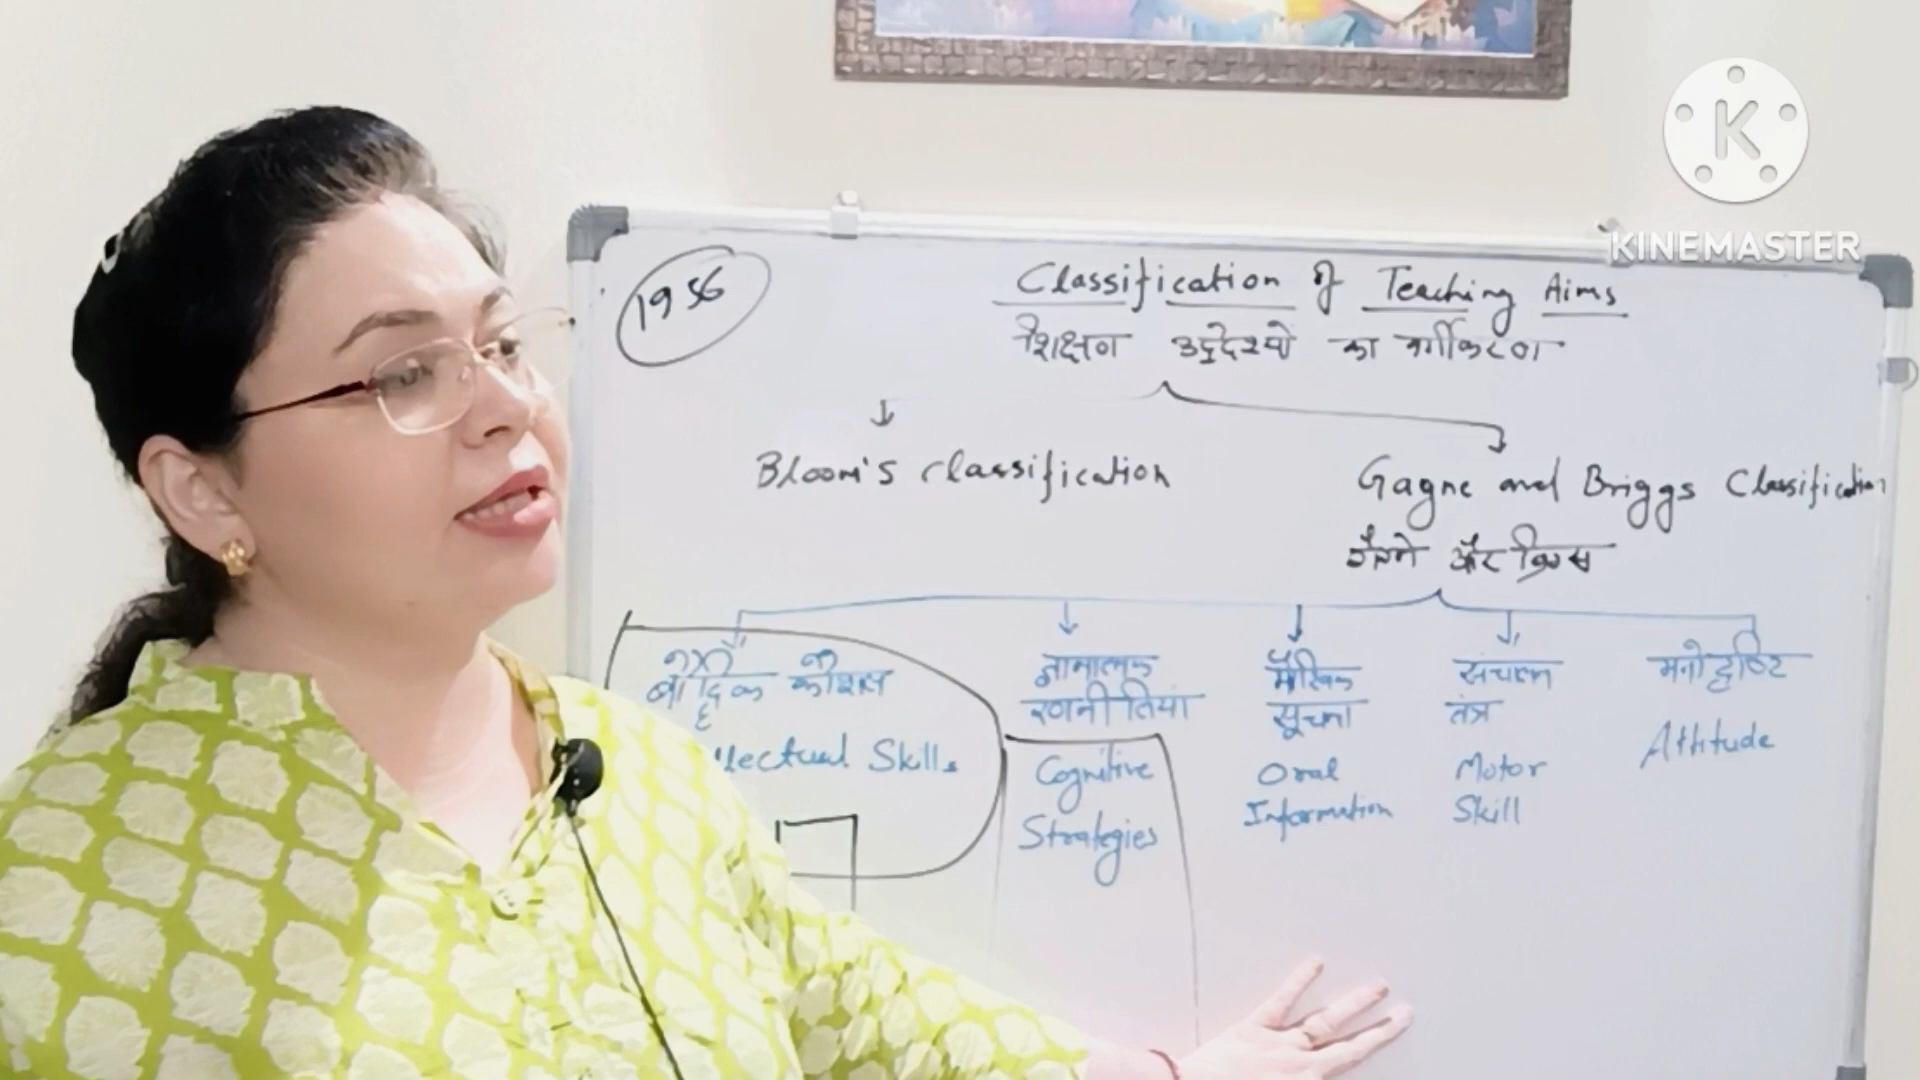 K
KINEMASTER
1956
Classification of Teaching Aims
शिक्षण उद्देश्यों का वर्गीकरण
Bloom's Classification
Gagne and Briggs Classification
गैने और ब्रिग्स
बौद्धिक कौशल
Skills
ज्ञानात्मक
रणनीतियां
Cognitive
Strategies
मौखिक
सूचना
Oral
Information
संचालन
तंत्र
Motor
Skill
मनोदृष्टि
Attitude